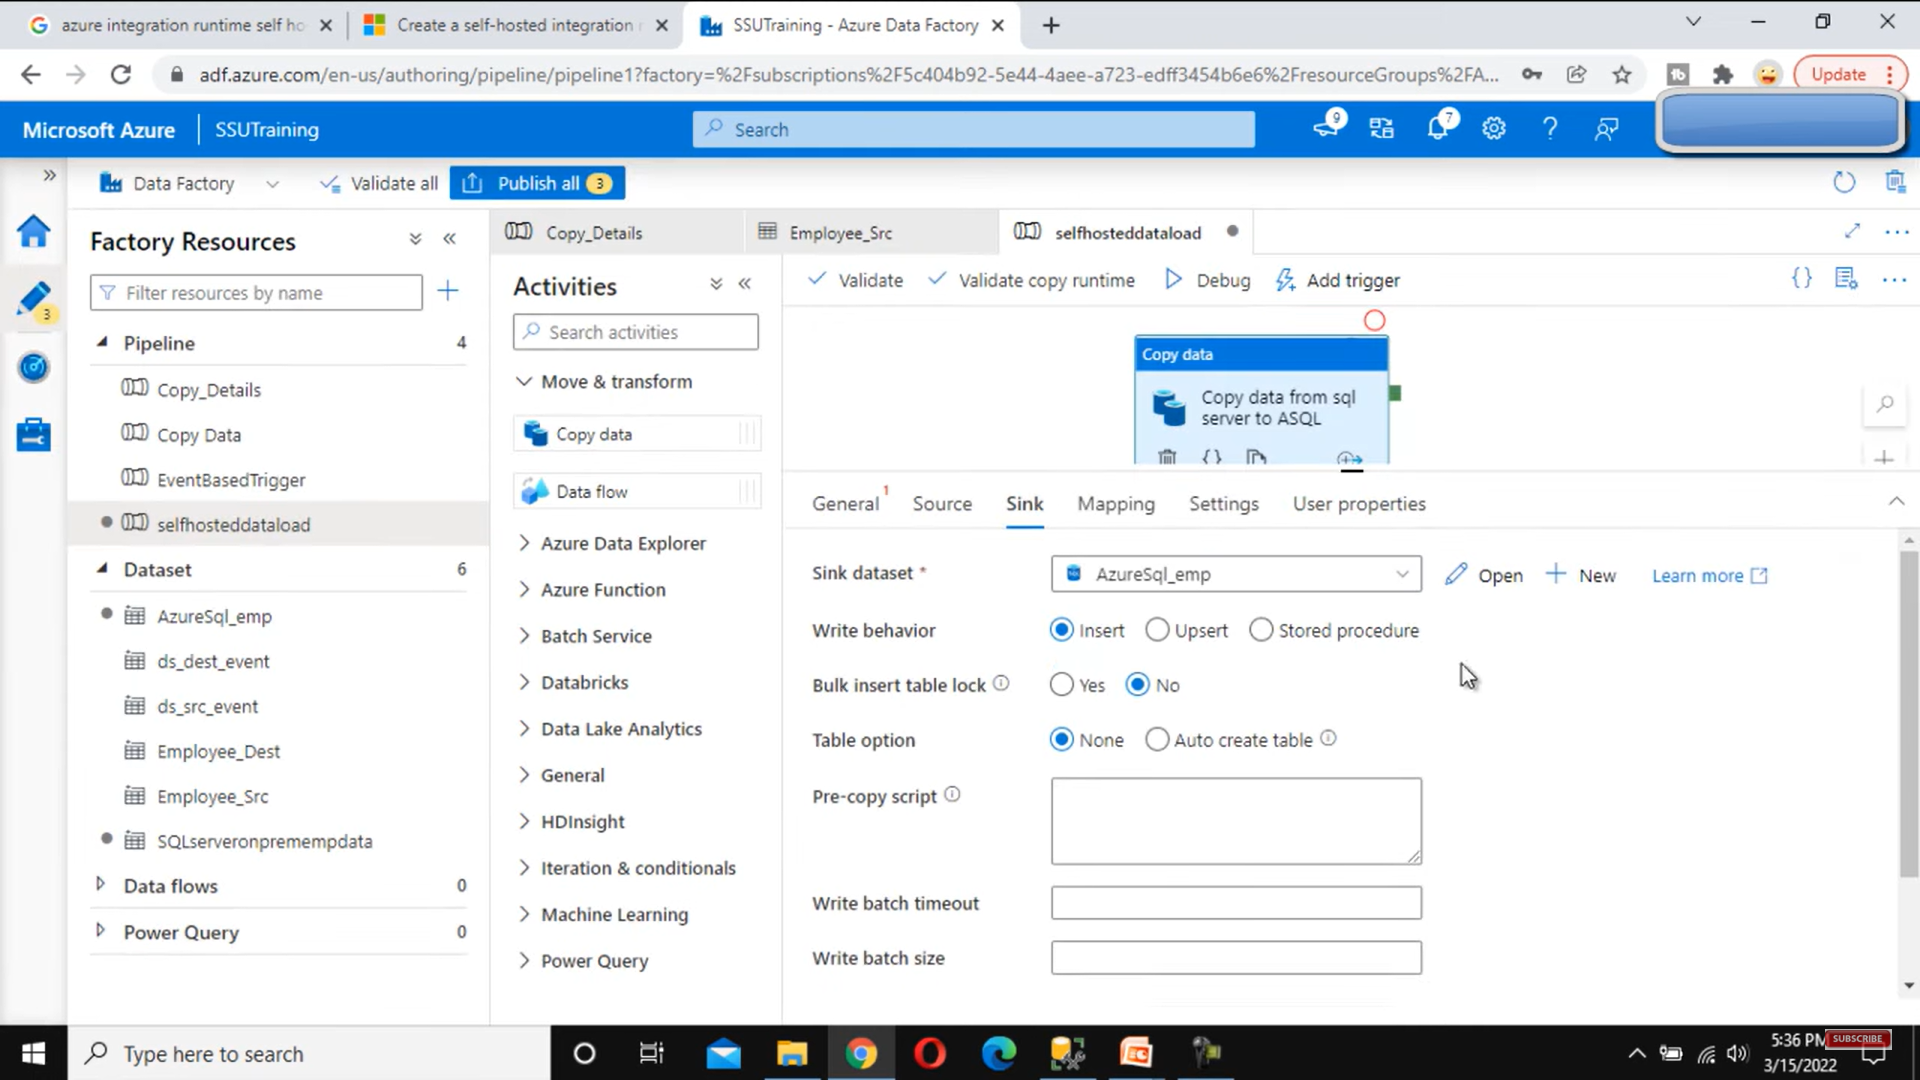 azure integration runtime self ho
Create a self-hosted integration r
SSUTraining - Azure Data Factory
adf.azure.com/en-us/authoring/pipeline/pipeline1?factory=%2Fsubscriptions%2F5c404b92-5e44-4aee-a723-edff3454b6e6%2FresourceGroups%2FA...
Update
Microsoft Azure
SSUTraining
Search
9
7
Data Factory
Validate all
Publish all 3
Factory Resources
Filter resources by name
3
Pipeline 4
Copy_Details
Copy Data
EventBasedTrigger
selfhosteddataload
Dataset 6
AzureSql_emp
ds_dest_event
ds_src_event
Employee_Dest
Employee_Src
SQLserveronpremempdata
Data flows 0
Power Query 0
Copy_Details
Employee_Src
selfhosteddataload
Activities
Search activities
Move & transform
Copy data
Data flow
Azure Data Explorer
Azure Function
Batch Service
Databricks
Data Lake Analytics
General
HDInsight
Iteration & conditionals
Machine Learning
Power Query
Validate
Validate copy runtime
Debug
Add trigger
Copy data
Copy data from sql
server to ASQL
General 1
Source
Sink
Mapping
Settings
User properties
Sink dataset *
AzureSql_emp
Open
New
Learn more
Write behavior
Insert
Upsert
Stored procedure
Bulk insert table lock
Yes
No
Table option
None
Auto create table
Pre-copy script
Write batch timeout
Write batch size
Type here to search
5:36 PM
3/15/2022
SUBSCRIBE